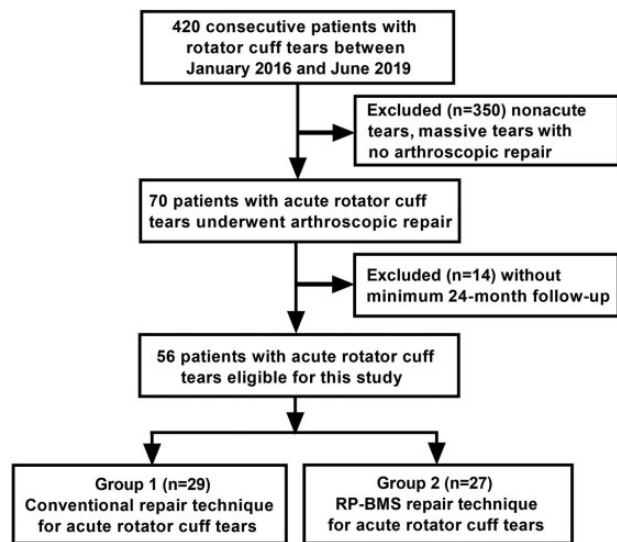 420 consecutive patients with
rotator cuff tears between
January 2016 and June 2019
Excluded (n=350) nonacute
tears, massive tears with
no arthroscopic repair
70 patients with acute rotator cuff
tears underwent arthroscopic repair
Excluded (n=14) without
minimum 24-month follow-up
56 patients with acute rotator cuff
tears eligible for this study
Group 1 (n=29)
Conventional repair technique
for acute rotator cuff tears
Group 2 (n=27)
RP-BMS repair technique
for acute rotator cuff tears